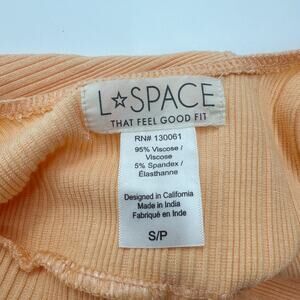 L☆SPACE
THAT FEEL GOOD FIT
RN# 130061
95% Viscose /
Viscose
5% Spandex /
Élasthanne
Designed in California
Made in India
Fabriqué en Inde
S/P